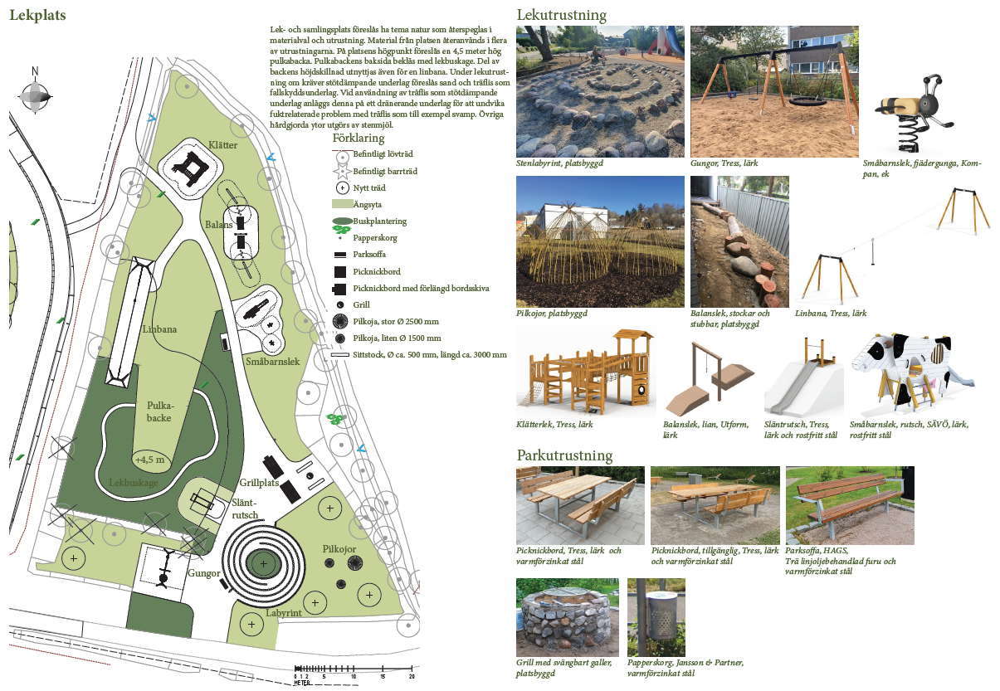 Lekplats
Lek- och samlingsplats föreslås ha tema natur som återspeglas i
materialval och utrustning. Material från platsen återanvänds i flera
av utrustningarna. På platsens högpunkt föreslås en 4,5 meter hög
pulkabacka. Pulkabackens baksida bekläs med lekbuskage. Del av
backens höjdskillnad utnyttjas även för en linbana. Under lekutrust-
ning om kräver stötdämpande underlag föreslås sand och träflis som
fallskyddsunderlag. Vid användning av träflis som stötdämpande
underlag anläggs denna på ett dränerande underlag för att undvika
fuktrelaterade problem med träflis som till exempel svamp. Övriga
hårdgjorda ytor utgörs av stenmjöl.
Förklaring
Befintligt lövträd
Befintligt barrträd
Nytt träd
Ängsyta
Buskplantering
Papperskorg
Parksoffa
Picknickbord
Picknickbord med förlängd bordsskiva
Grill
Pilkoja, stor Ø 2500 mm
Pilkoja, liten Ø 1500 mm
Sittstock, Ø ca. 500 mm, längd ca. 3000 mm
N
Klätter
Balans
Linbana
Småbarnslek
Pulka-
backe
+4,5 m
Lekbuskage
Grillplats
Slänt-
rutsch
Pilkojor
Gungor
Labyrint
0 1 2 5 10 15 20
METER
Lekutrustning
Stenlabyrint, platsbyggd
Gungor, Tress, lärk
Småbarnslek, fjädergunga, Kom-
pan, ek
Pilkojor, platsbyggd
Balanslek, stockar och
stubbar, platsbyggd
Linbana, Tress, lärk
Klätterlek, Tress, lärk
Balanslek, lian, Utform,
lärk
Släntrutsch, Tress,
lärk och rostfritt stål
Småbarnslek, rutsch, SÄVÖ, lärk,
rostfritt stål
Parkutrustning
Picknickbord, Tress, lärk och
varmförzinkat stål
Picknickbord, tillgänglig, Tress, lärk
och varmförzinkat stål
Parksoffa, HAGS,
Trä linjoljebehandlad furu och
varmförzinkat stål
Grill med svängbart galler,
platsbyggd
Papperskorg, Jansson & Partner,
varmförzinkat stål